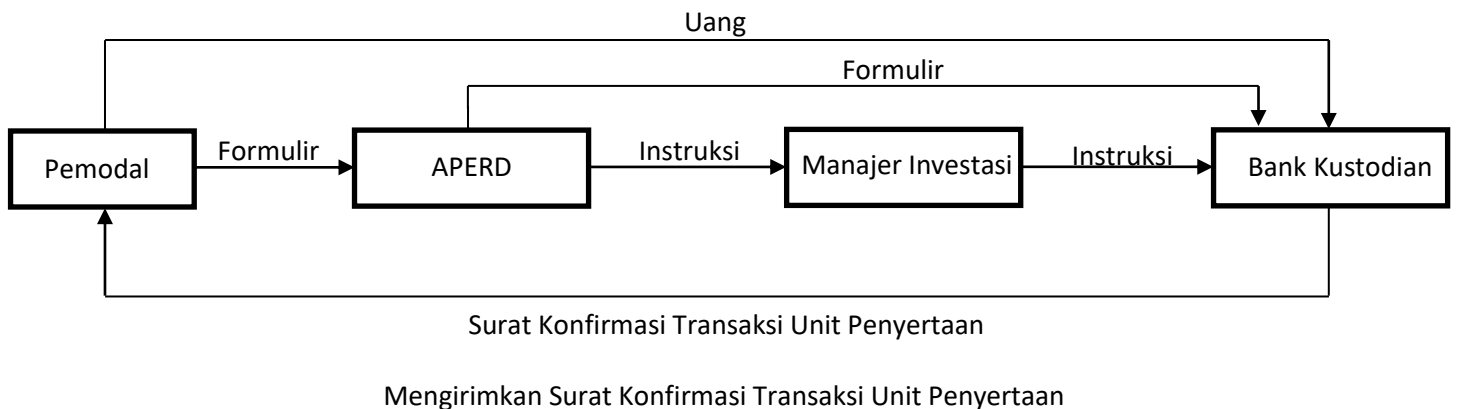 Uang
Formulir
Pemodal
Formulir
APERD
Instruksi
Manajer Investasi
Instruksi
Bank Kustodian
Surat Konfirmasi Transaksi Unit Penyertaan
Mengirimkan Surat Konfirmasi Transaksi Unit Penyertaan